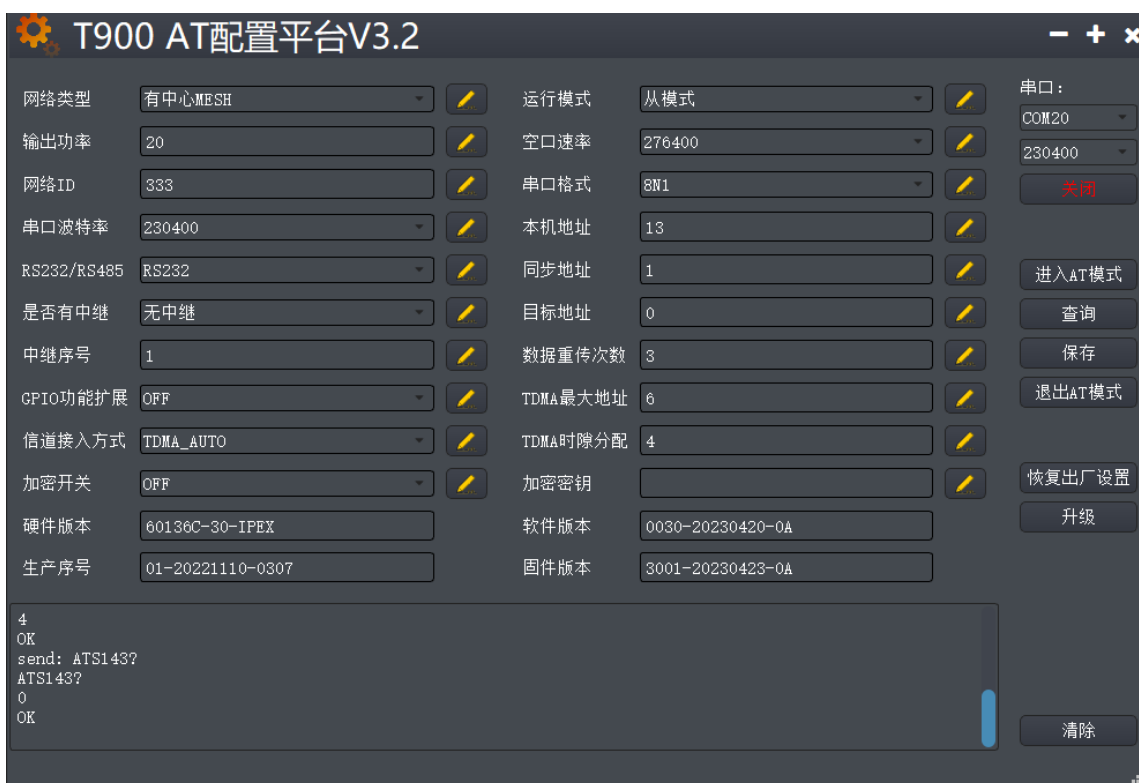 T900 AT配置平台V3.2
网络类型 有中心MESH 运行模式 从模式
输出功率 20 空口速率 276400
网络ID 333 串口格式 8N1
串口波特率 230400 本机地址 13
RS232/RS485 RS232 同步地址 1
是否有中继 无中继 目标地址 0
中继序号 1 数据重传次数 3
GPIO功能扩展 OFF TDMA最大地址 6
信道接入方式 TDMA_AUTO TDMA时隙分配 4
加密开关 OFF 加密密钥
硬件版本 60136C-30-IPEX 软件版本 0030-20230420-0A
生产序号 01-20221110-0307 固件版本 3001-20230423-0A
串口:
COM20
230400
关闭
进入AT模式
查询
保存
退出AT模式
恢复出厂设置
升级
4
OK
send: ATS143?
ATS143?
0
OK
清除